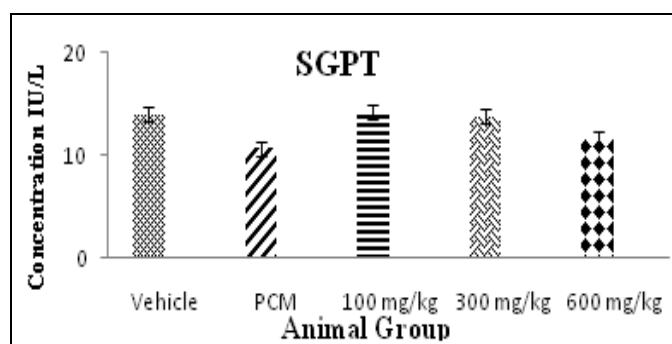 SGPT
Concentration IU/L
20
10
0
Vehicle PCM 100 mg/kg 300 mg/kg 600 mg/kg
Animal Group